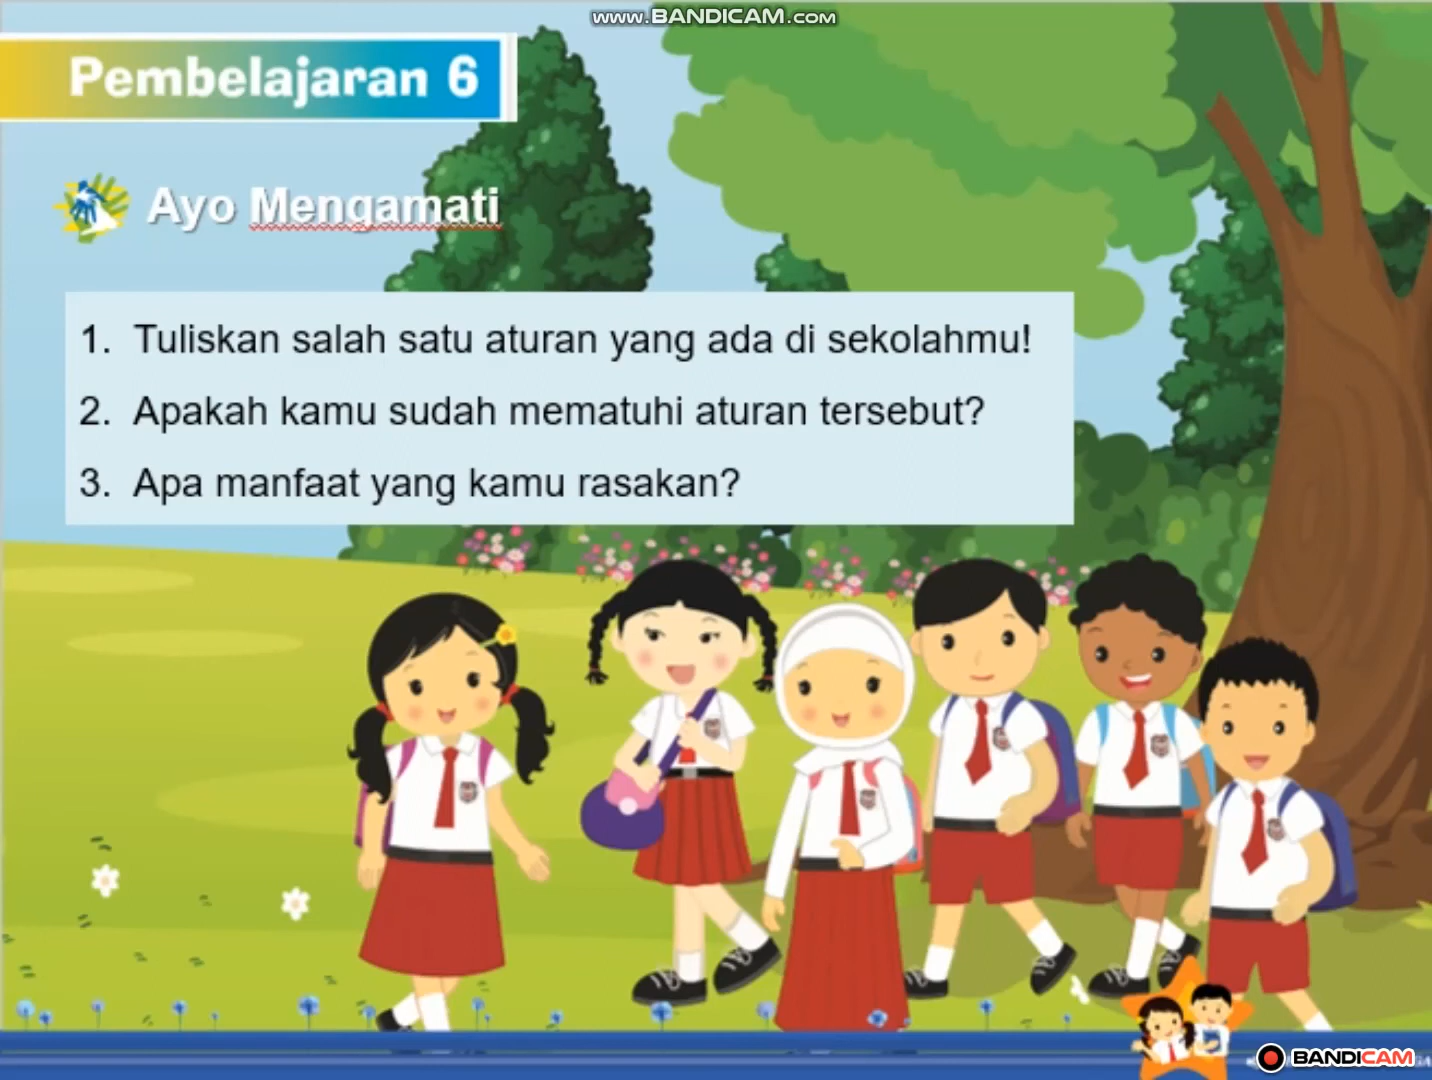 www.BANDICAM.com
Pembelajaran 6
Ayo Mengamati
1. Tuliskan salah satu aturan yang ada di sekolahmu!
2. Apakah kamu sudah mematuhi aturan tersebut?
3. Apa manfaat yang kamu rasakan?
BANDICAM